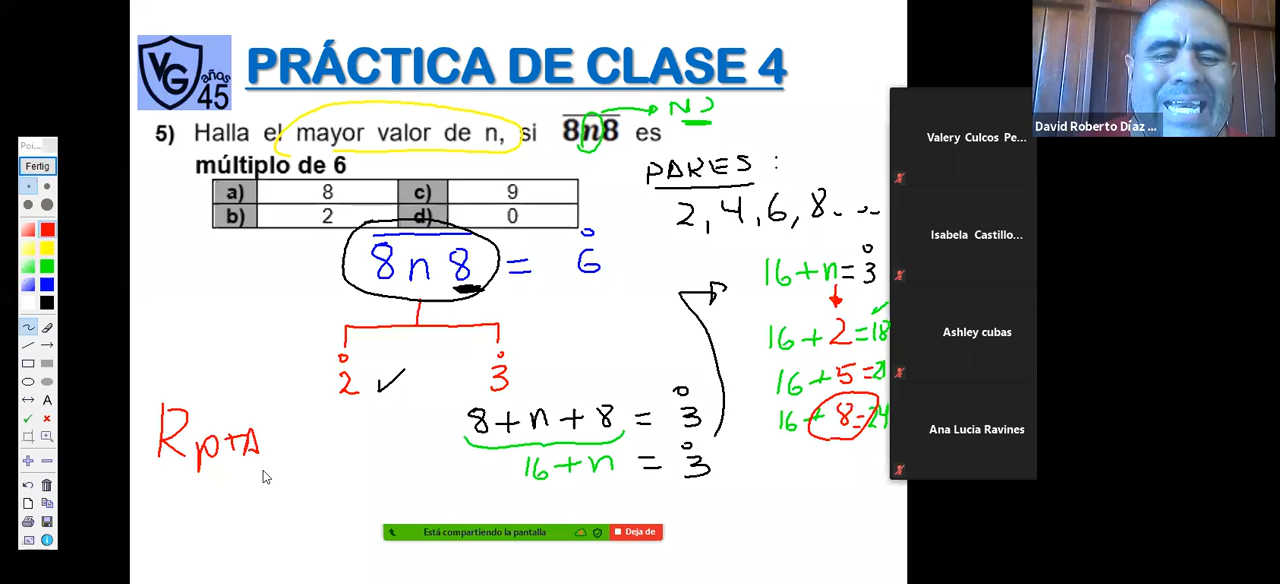 VG años 45
PRÁCTICA DE CLASE 4
5) Halla el mayor valor de n, si 8n8 es
múltiplo de 6
NO
a) 8 c) 9
b) 2 d) 0
PARES :
2, 4, 6, 8...
8n8 = 6°
2° ✓ 3°
8+n+8 = 3°
16+n = 3°
16+n=3°
16+2=18 ✓
16+5=21
16+8=24
Rpta
Poi...
Fertig
A
David Roberto Díaz ...
Valery Culcos Pe...
Isabela Castillo...
Ashley cubas
Ana Lucia Ravines
Está compartiendo la pantalla
Deja de